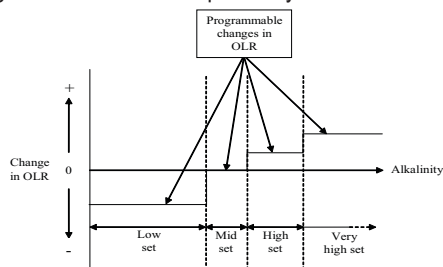 Programmable
changes in
OLR
+
Change
in OLR
0
Alkalinity
-
Low
set
Mid
set
High
set
Very
high set